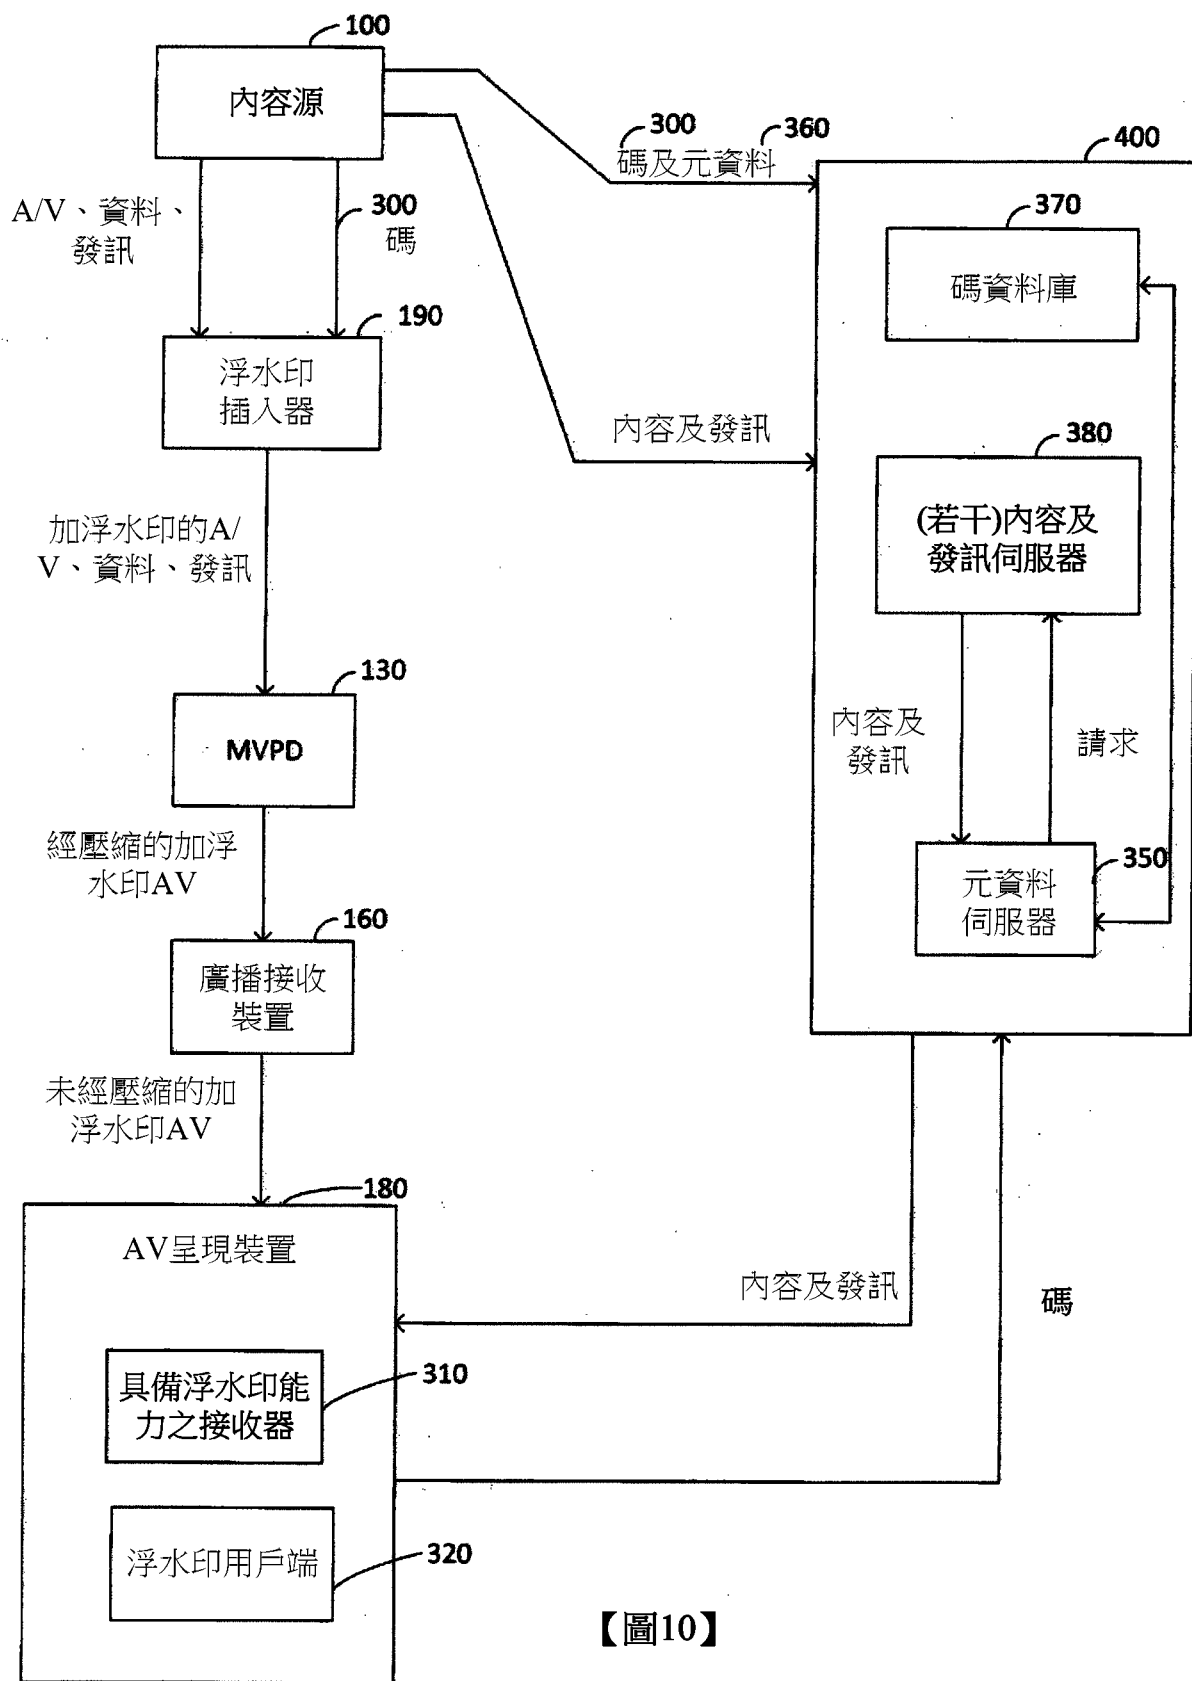 100
內容源
300
360
碼及元資料
400
A/V、資料、
發訊
300
碼
370
碼資料庫
190
浮水印
插入器
內容及發訊
380
(若干)內容及
發訊伺服器
加浮水印的A/
V、資料、發訊
130
MVPD
內容及
發訊
請求
經壓縮的加浮
水印AV
350
元資料
伺服器
160
廣播接收
裝置
未經壓縮的加
浮水印AV
180
AV呈現裝置
內容及發訊
碼
310
具備浮水印能
力之接收器
320
浮水印用戶端
【圖10】